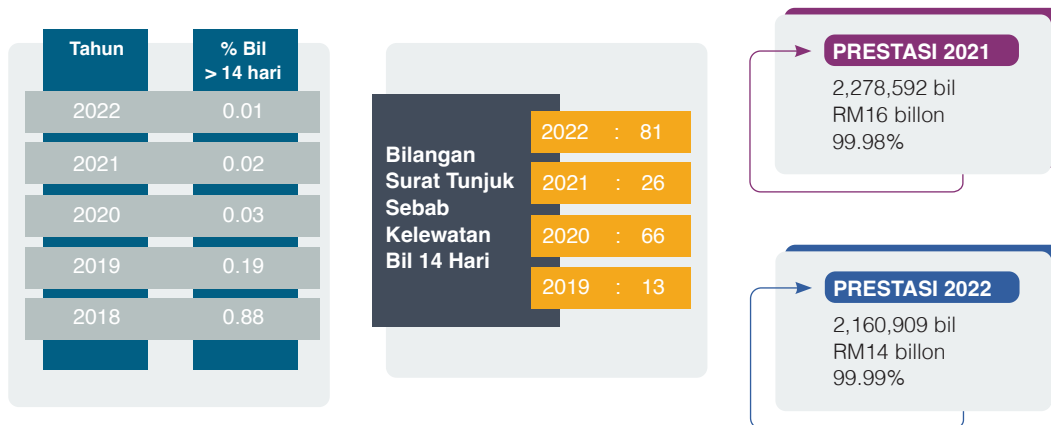 Tahun
% Bil
> 14 hari
2022 0.01
2021 0.02
2020 0.03
2019 0.19
2018 0.88
Bilangan
Surat Tunjuk
Sebab
Kelewatan
Bil 14 Hari
2022 : 81
2021 : 26
2020 : 66
2019 : 13
PRESTASI 2021
2,278,592 bil
RM16 billon
99.98%
PRESTASI 2022
2,160,909 bil
RM14 billon
99.99%